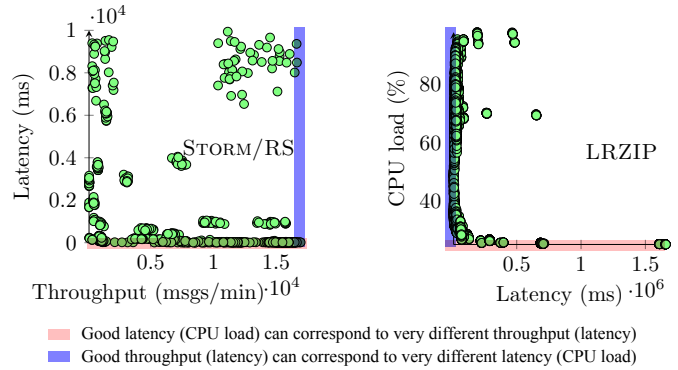 ·10^4
1
0.8
0.6
0.4
0.2
0
Latency (ms)
STORM/RS
0.5 1 1.5
Throughput (msgs/min) ·10^4
80
60
40
CPU load (%)
LRZIP
0.5 1 1.5
Latency (ms) ·10^6
Good latency (CPU load) can correspond to very different throughput (latency)
Good throughput (latency) can correspond to very different latency (CPU load)